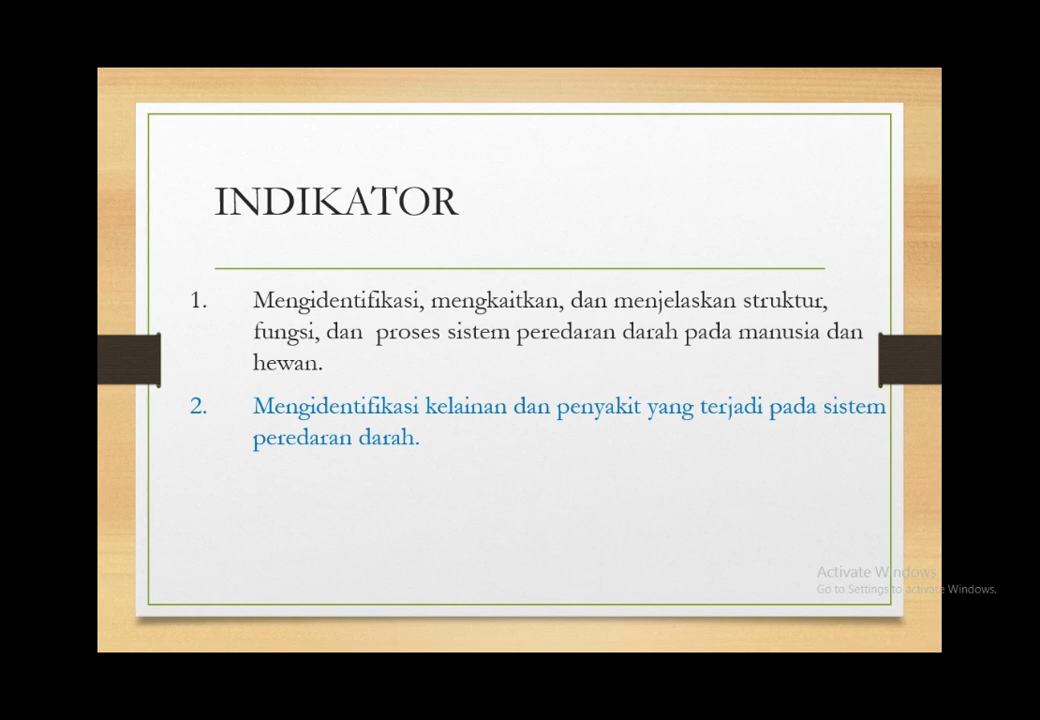 INDIKATOR
1. Mengidentifikasi, mengkaitkan, dan menjelaskan struktur,
fungsi, dan proses sistem peredaran darah pada manusia dan
hewan.
2. Mengidentifikasi kelainan dan penyakit yang terjadi pada sistem
peredaran darah.
Activate Windows
Go to Settings to activate Windows.